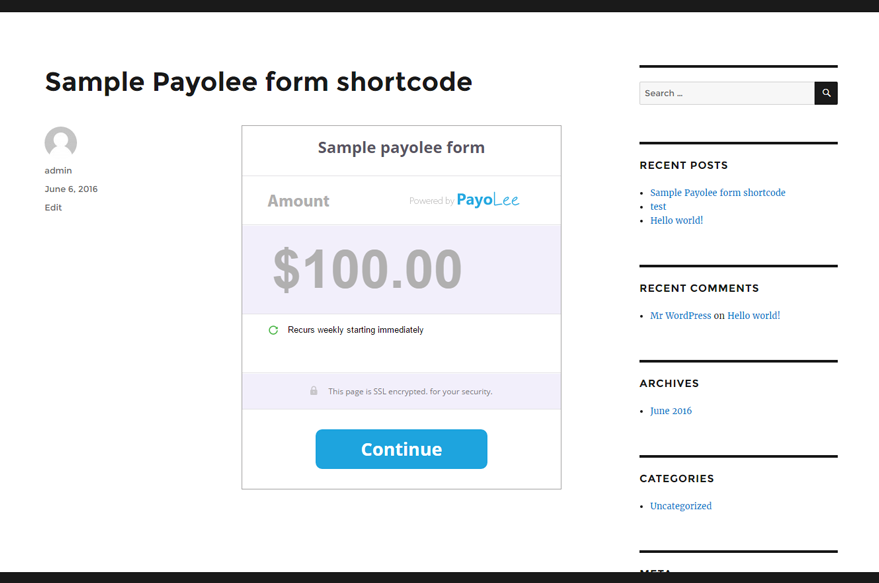 Sample Payolee form shortcode
admin
June 6, 2016
Edit
Sample payolee form
Amount
Powered by PayoLee
$100.00
Recurs weekly starting immediately
This page is SSL encrypted. for your security.
Continue
Search ...
RECENT POSTS
Sample Payolee form shortcode
test
Hello world!
RECENT COMMENTS
Mr WordPress on Hello world!
ARCHIVES
June 2016
CATEGORIES
Uncategorized
META